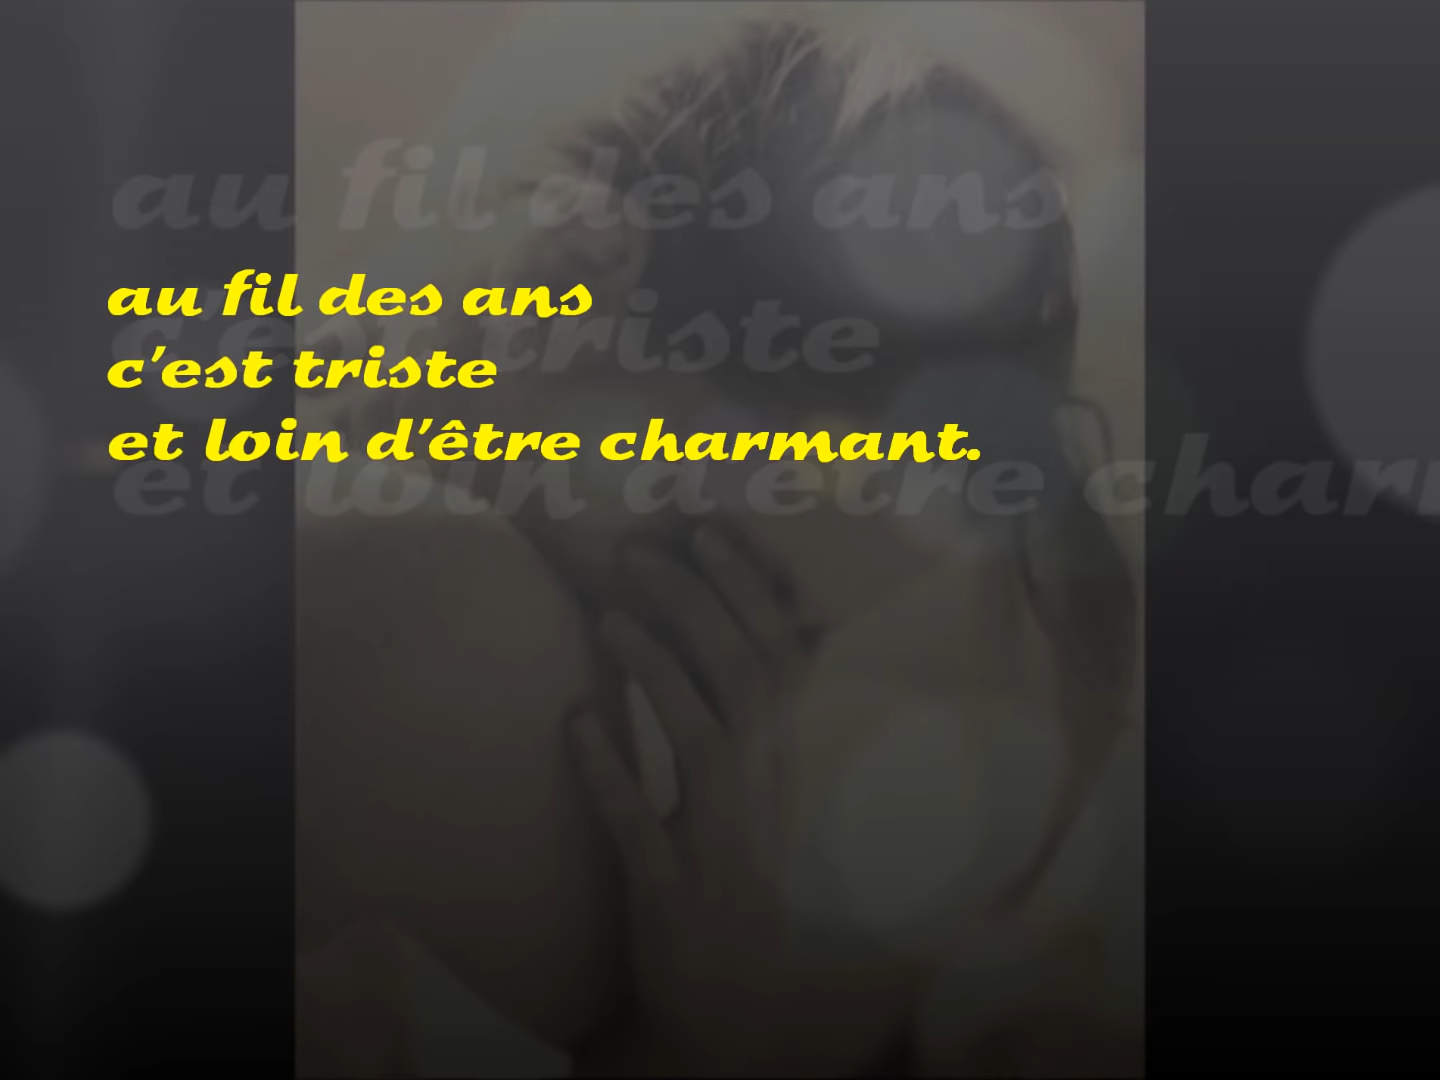 au fil des ans
c'est triste
et loin d'être charmant.